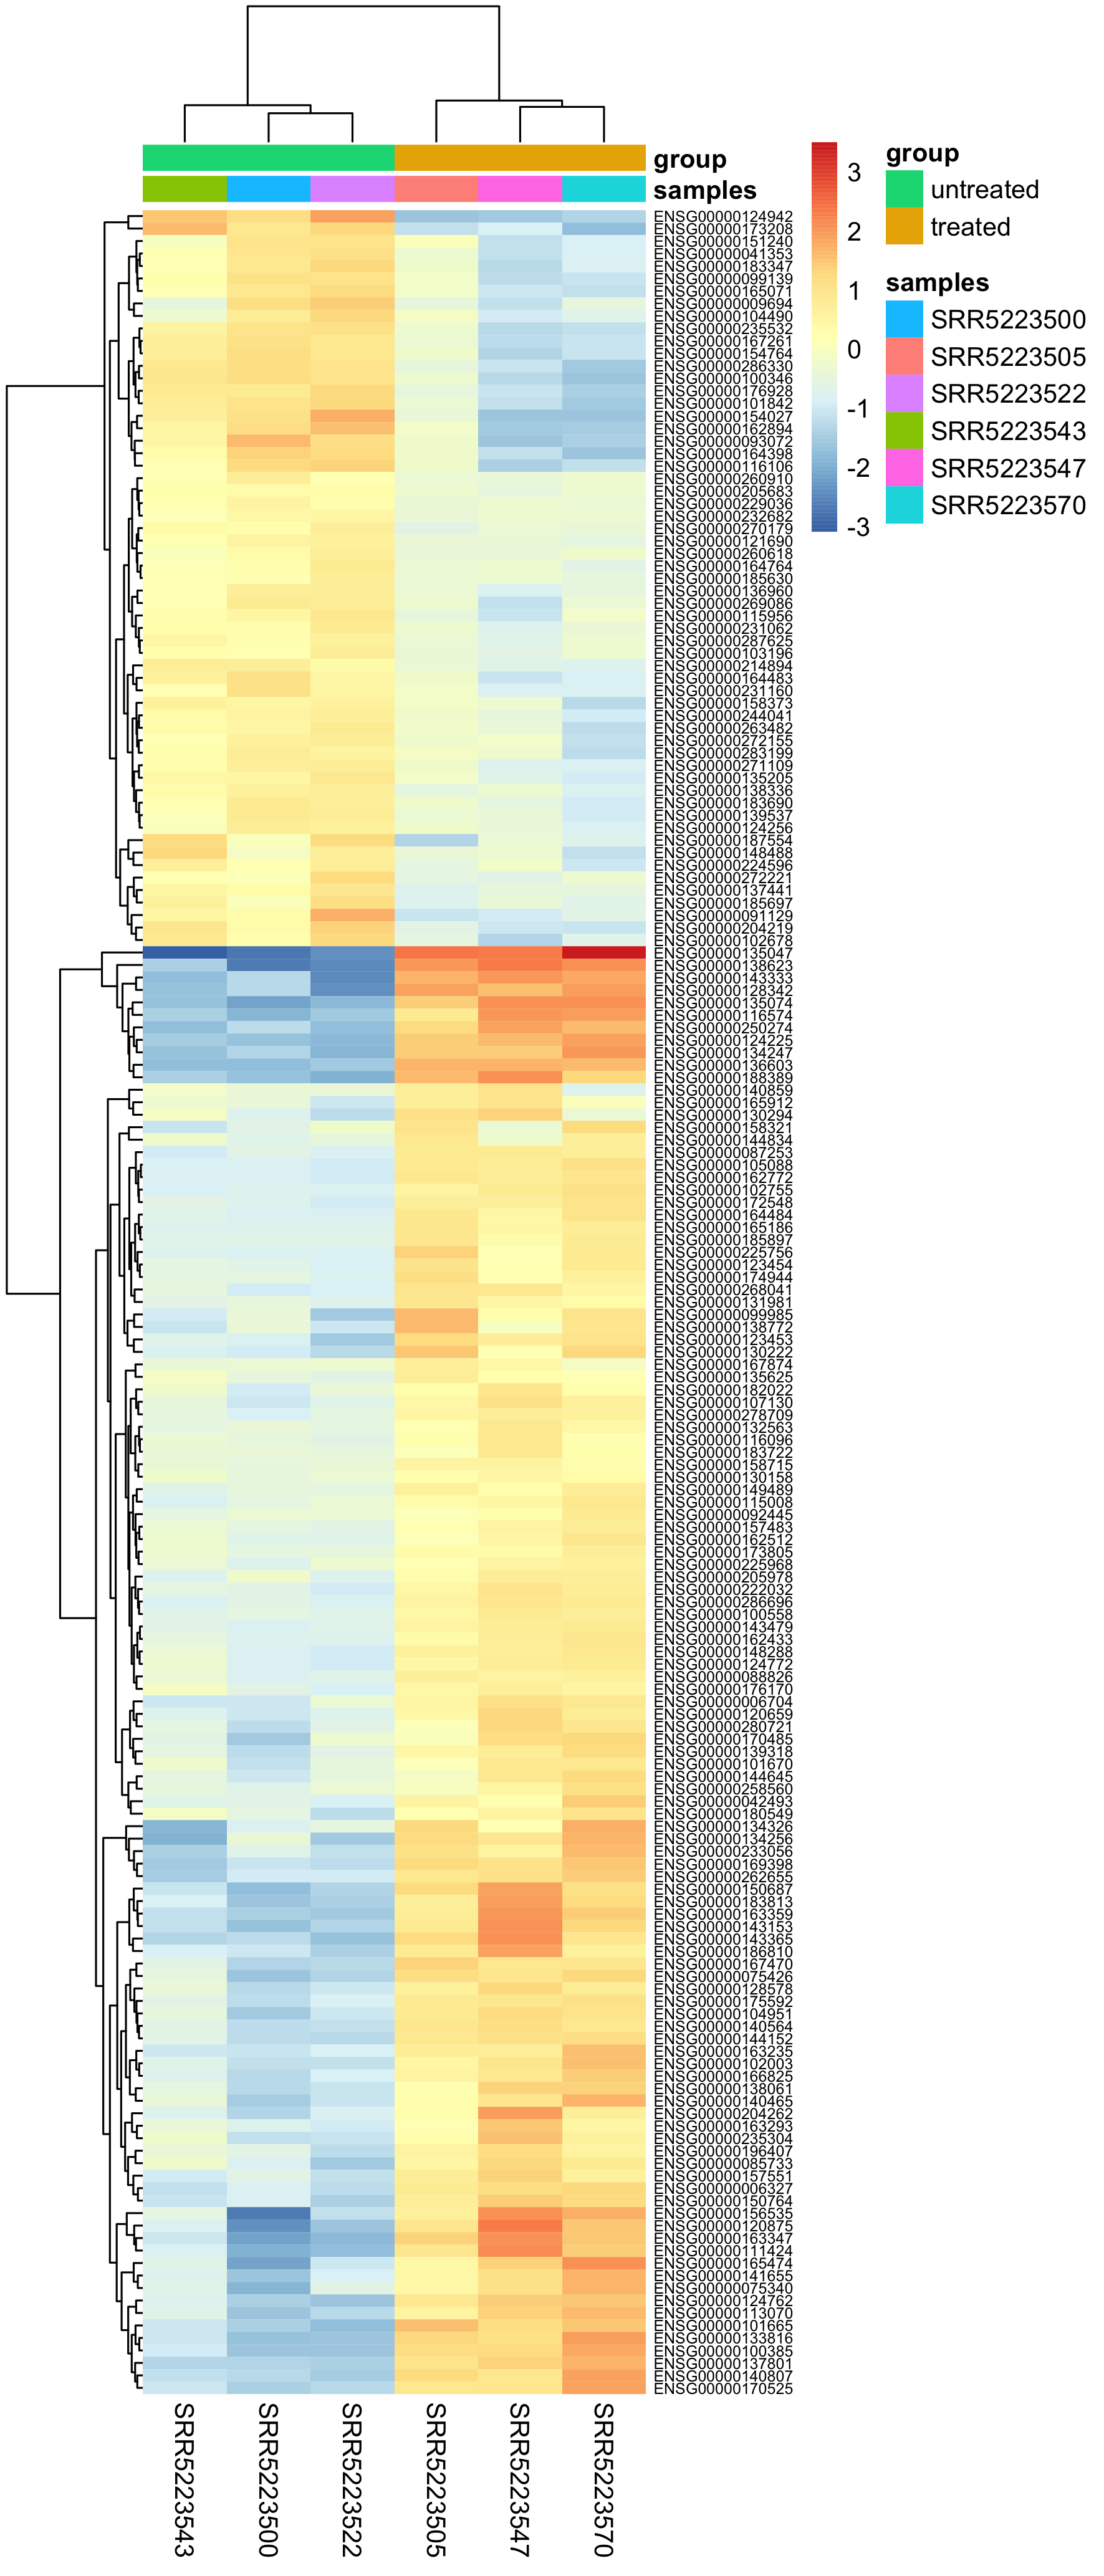 group
samples
ENSG00000124942
ENSG00000173208
ENSG00000151240
ENSG00000041353
ENSG00000183347
ENSG00000099139
ENSG00000165071
ENSG00000009694
ENSG00000104490
ENSG00000235532
ENSG00000167261
ENSG00000154764
ENSG00000286330
ENSG00000100346
ENSG00000176928
ENSG00000101842
ENSG00000154027
ENSG00000162894
ENSG00000093072
ENSG00000164398
ENSG00000116106
ENSG00000260910
ENSG00000205683
ENSG00000229036
ENSG00000232682
ENSG00000270179
ENSG00000121690
ENSG00000260618
ENSG00000164764
ENSG00000185630
ENSG00000136960
ENSG00000269086
ENSG00000115956
ENSG00000231062
ENSG00000287625
ENSG00000103196
ENSG00000214894
ENSG00000164483
ENSG00000231160
ENSG00000158373
ENSG00000244041
ENSG00000263482
ENSG00000272155
ENSG00000283199
ENSG00000271109
ENSG00000135205
ENSG00000138336
ENSG00000183690
ENSG00000139537
ENSG00000124256
ENSG00000187554
ENSG00000148488
ENSG00000224596
ENSG00000272221
ENSG00000137441
ENSG00000185697
ENSG00000091129
ENSG00000204219
ENSG00000102678
ENSG00000135047
ENSG00000138623
ENSG00000143333
ENSG00000128342
ENSG00000135074
ENSG00000116574
ENSG00000250274
ENSG00000124225
ENSG00000134247
ENSG00000136603
ENSG00000188389
ENSG00000140859
ENSG00000165912
ENSG00000130294
ENSG00000158321
ENSG00000144834
ENSG00000087253
ENSG00000105088
ENSG00000162772
ENSG00000102755
ENSG00000172548
ENSG00000164484
ENSG00000165186
ENSG00000185897
ENSG00000225756
ENSG00000123454
ENSG00000174944
ENSG00000268041
ENSG00000131981
ENSG00000099985
ENSG00000138772
ENSG00000123453
ENSG00000130222
ENSG00000167874
ENSG00000135625
ENSG00000182022
ENSG00000107130
ENSG00000278709
ENSG00000132563
ENSG00000116096
ENSG00000183722
ENSG00000158715
ENSG00000130158
ENSG00000149489
ENSG00000115008
ENSG00000092445
ENSG00000157483
ENSG00000162512
ENSG00000173805
ENSG00000225968
ENSG00000205978
ENSG00000222032
ENSG00000286696
ENSG00000100558
ENSG00000143479
ENSG00000162433
ENSG00000148288
ENSG00000124772
ENSG00000088826
ENSG00000176170
ENSG00000006704
ENSG00000120659
ENSG00000280721
ENSG00000170485
ENSG00000139318
ENSG00000101670
ENSG00000144645
ENSG00000258560
ENSG00000042493
ENSG00000180549
ENSG00000134326
ENSG00000134256
ENSG00000233056
ENSG00000169398
ENSG00000262655
ENSG00000150687
ENSG00000183813
ENSG00000163359
ENSG00000143153
ENSG00000143365
ENSG00000186810
ENSG00000167470
ENSG00000075426
ENSG00000128578
ENSG00000175592
ENSG00000104951
ENSG00000140564
ENSG00000144152
ENSG00000163235
ENSG00000102003
ENSG00000166825
ENSG00000138061
ENSG00000140465
ENSG00000204262
ENSG00000163293
ENSG00000235304
ENSG00000196407
ENSG00000085733
ENSG00000157551
ENSG00000006327
ENSG00000150764
ENSG00000156535
ENSG00000120875
ENSG00000163347
ENSG00000111424
ENSG00000165474
ENSG00000141655
ENSG00000075340
ENSG00000124762
ENSG00000113070
ENSG00000101665
ENSG00000133816
ENSG00000100385
ENSG00000137801
ENSG00000140807
ENSG00000170525
SRR5223543
SRR5223500
SRR5223522
SRR5223505
SRR5223547
SRR5223570
3
2
1
0
-1
-2
-3
group
untreated
treated
samples
SRR5223500
SRR5223505
SRR5223522
SRR5223543
SRR5223547
SRR5223570